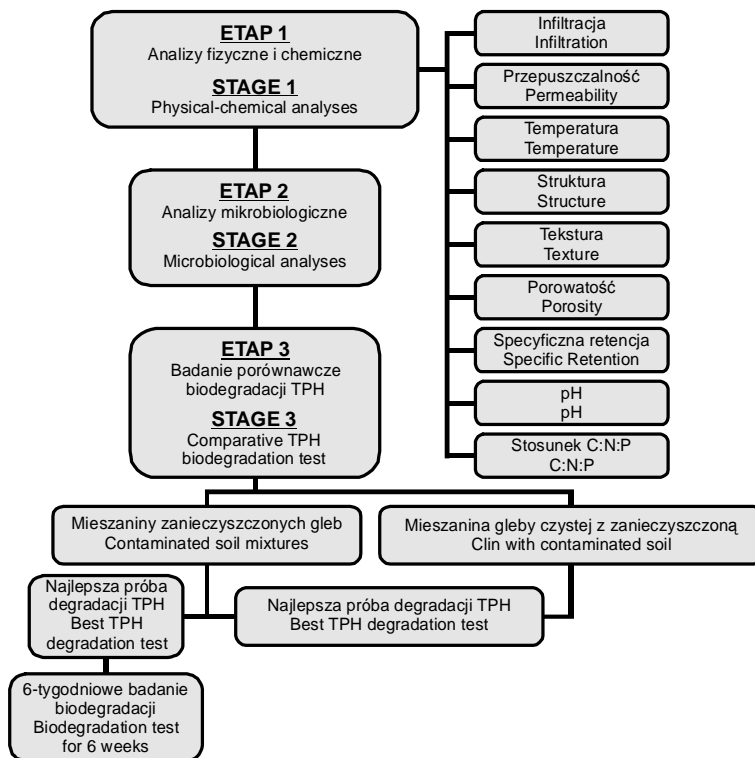 ETAP 1
Analizy fizyczne i chemiczne
STAGE 1
Physical-chemical analyses
Infiltracja
Infiltration
Przepuszczalność
Permeability
Temperatura
Temperature
Struktura
Structure
Tekstura
Texture
Porowatość
Porosity
Specyficzna retencja
Specific Retention
pH
pH
Stosunek C:N:P
C:N:P
ETAP 2
Analizy mikrobiologiczne
STAGE 2
Microbiological analyses
ETAP 3
Badanie porównawcze
biodegradacji TPH
STAGE 3
Comparative TPH
biodegradation test
Mieszaniny zanieczyszczonych gleb
Contaminated soil mixtures
Mieszanina gleby czystej z zanieczyszczoną
Clin with contaminated soil
Najlepsza próba
degradacji TPH
Best TPH
degradation test
Najlepsza próba degradacji TPH
Best TPH degradation test
6-tygodniowe badanie
biodegradacji
Biodegradation test
for 6 weeks